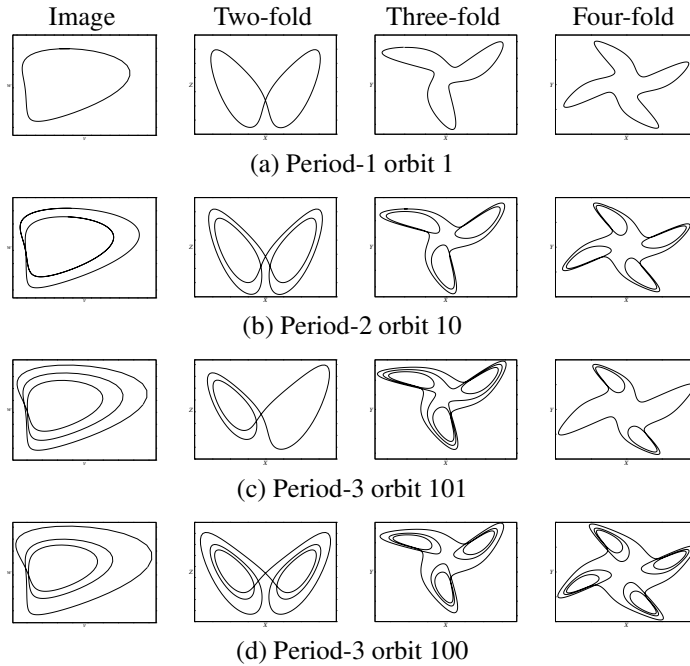 Image Two-fold Three-fold Four-fold
w Z Y Y
v X X X
(a) Period-1 orbit 1
w Z Y Y
v X X X
(b) Period-2 orbit 10
w Z Y Y
v X X X
(c) Period-3 orbit 101
w Z Y Y
v X X X
(d) Period-3 orbit 100